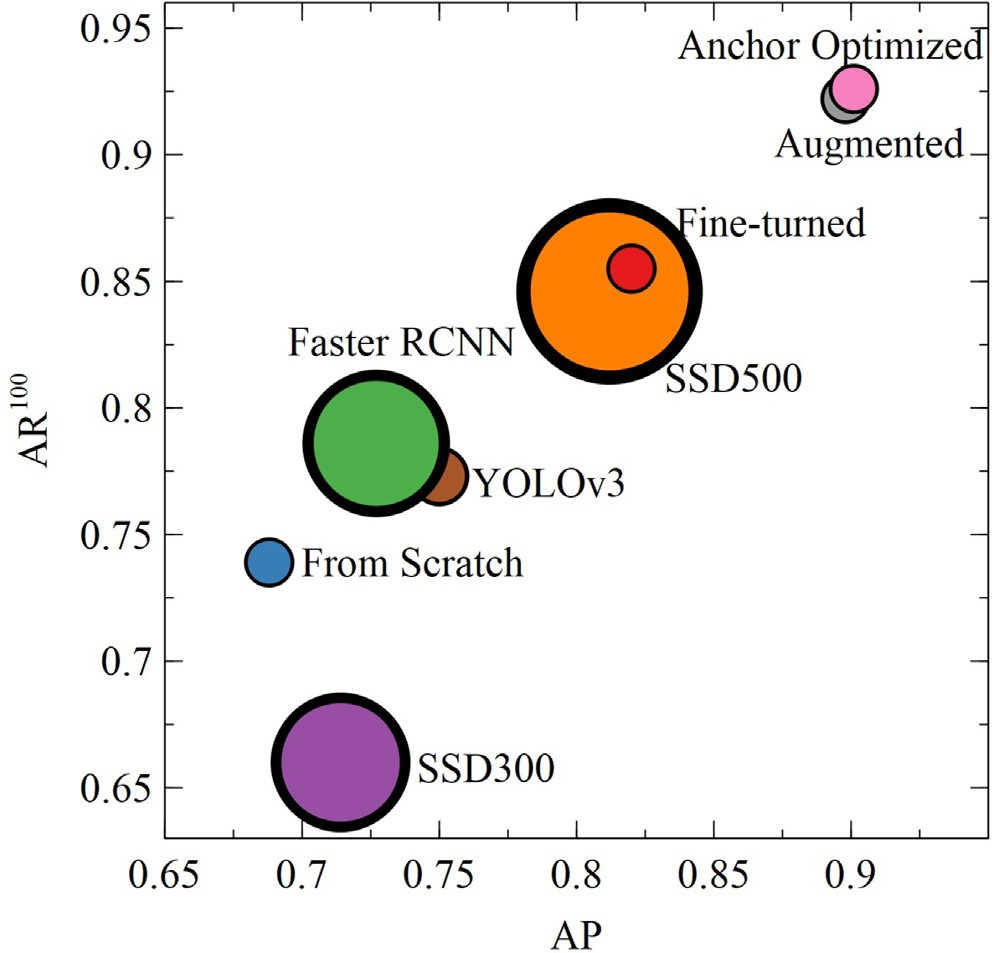 0.95
Anchor Optimized
0.9
Augmented
Fine-turned
0.85
Faster RCNN
SSD500
0.8
AR^100
YOLOv3
0.75
From Scratch
0.7
SSD300
0.65
0.65 0.7 0.75 0.8 0.85 0.9
AP